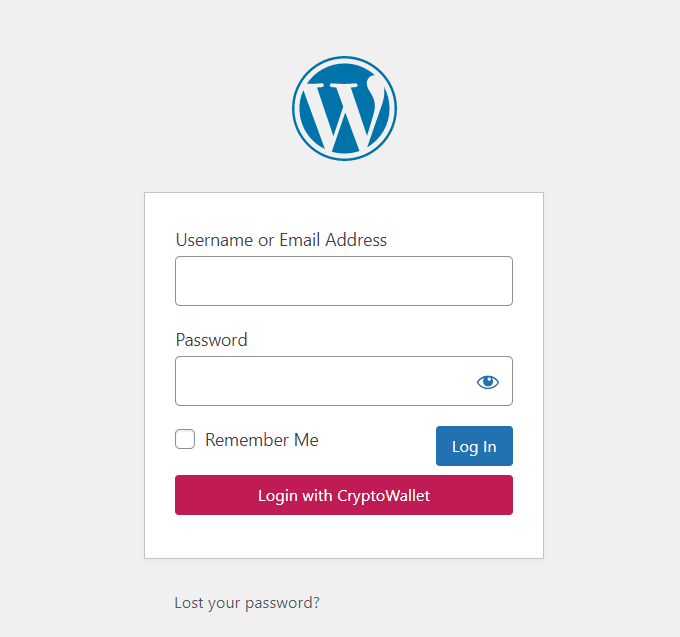 Username or Email Address
Password
Remember Me
Log In
Login with CryptoWallet
Lost your password?